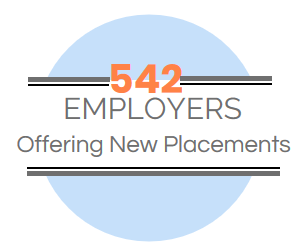 542
EMPLOYERS
Offering New Placements